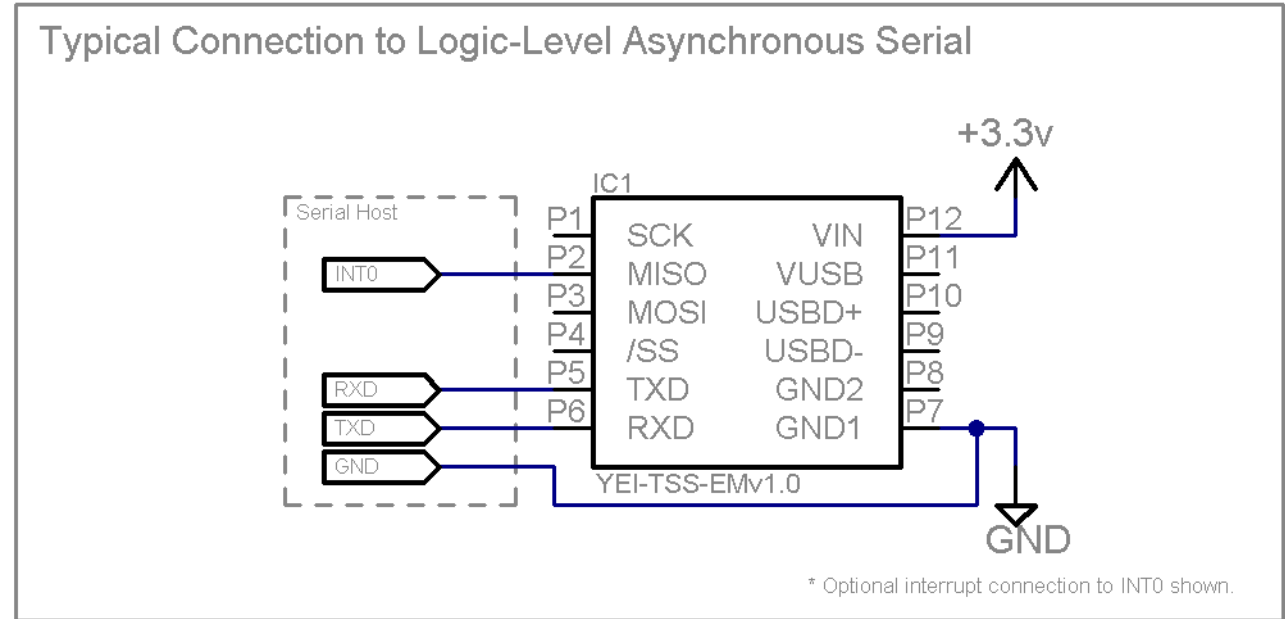 Typical Connection to Logic-Level Asynchronous Serial
+3.3v
IC1
Serial Host
P1 SCK VIN P12
INT0 P2 MISO VUSB P11
P3 MOSI USBD+ P10
P4 /SS USBD- P9
RXD P5 TXD GND2 P8
TXD P6 RXD GND1 P7
GND
YEI-TSS-EMv1.0
GND
* Optional interrupt connection to INT0 shown.